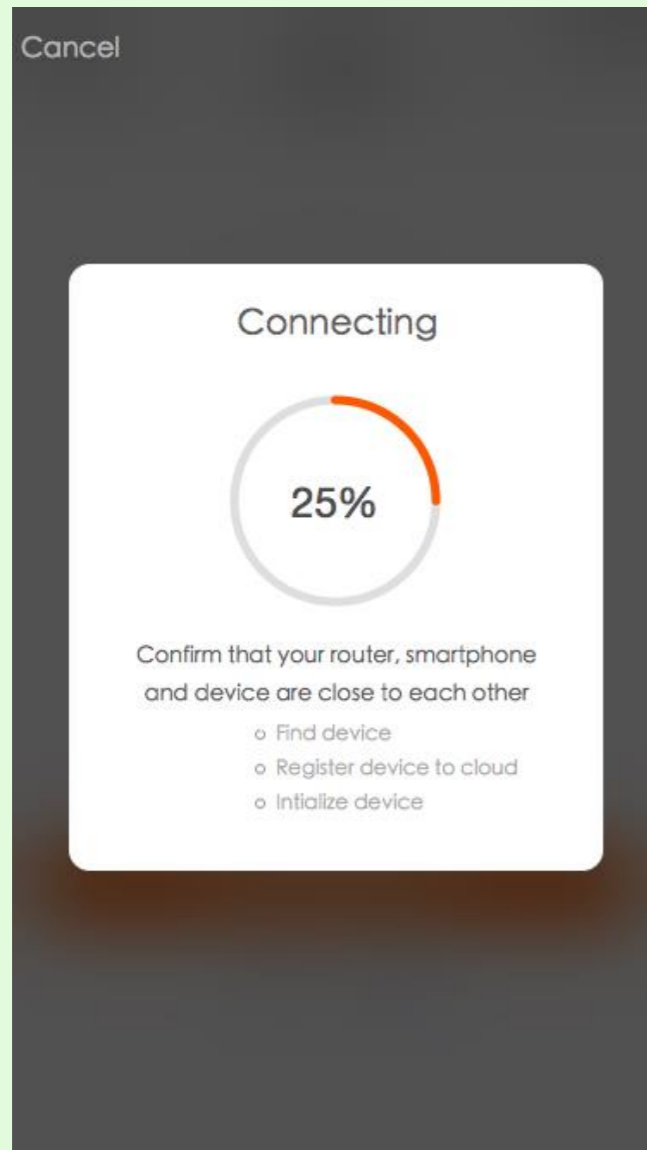 Cancel
Connecting
25%
Confirm that your router, smartphone
and device are close to each other
Find device
Register device to cloud
Intialize device